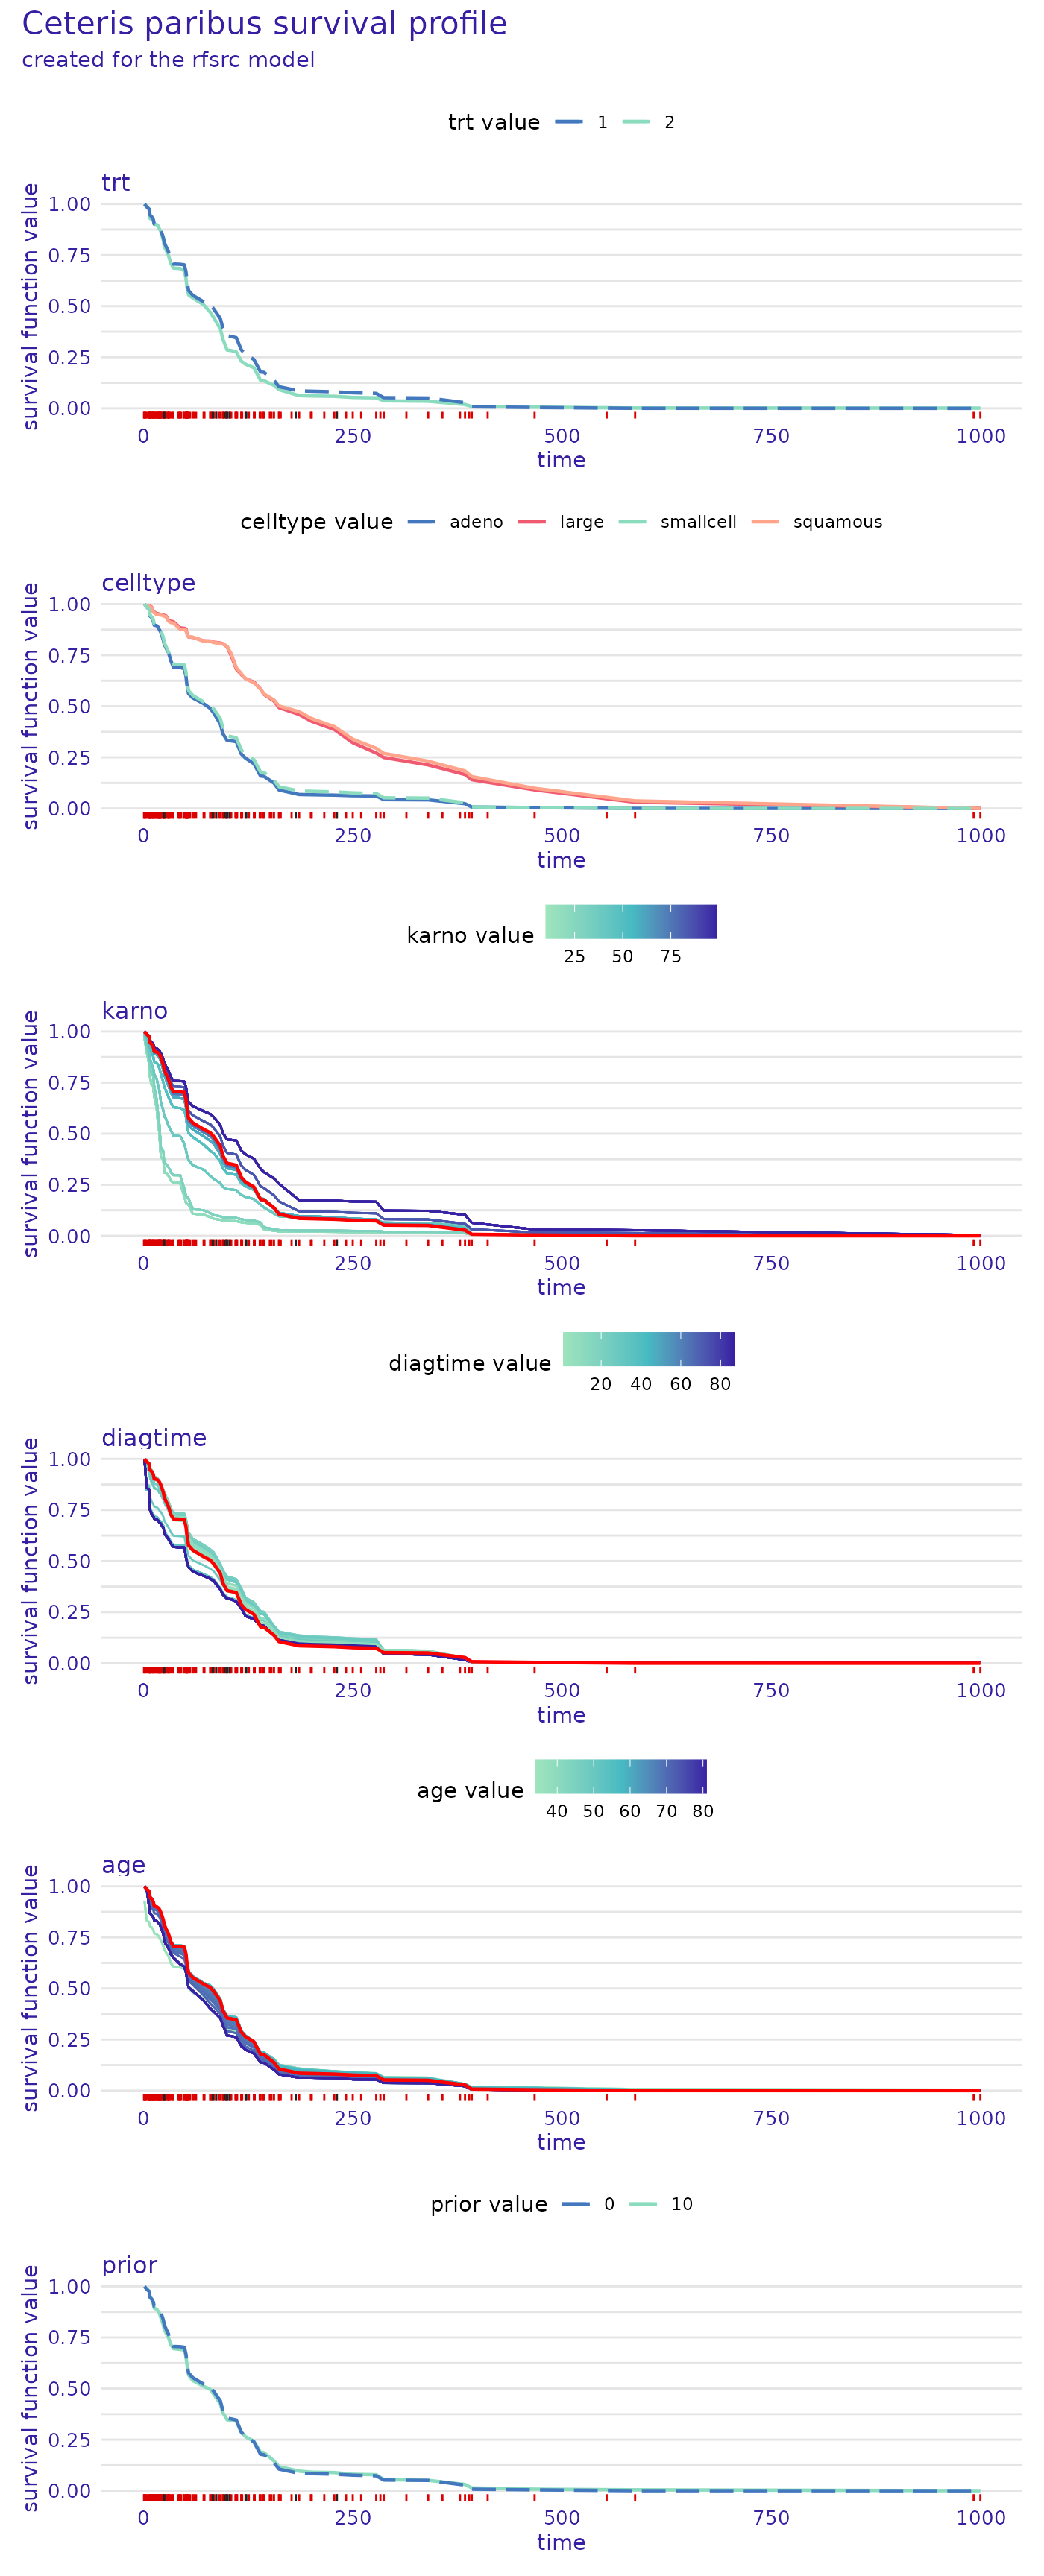 Ceteris paribus survival profile
created for the rfsrc model
trt value 1 2
trt
survival function value
1.00
0.75
0.50
0.25
0.00
0 250 500 750 1000
time
celltype value adeno large smallcell squamous
celltype
survival function value
1.00
0.75
0.50
0.25
0.00
0 250 500 750 1000
time
karno value
25 50 75
karno
survival function value
1.00
0.75
0.50
0.25
0.00
0 250 500 750 1000
time
diagtime value
20 40 60 80
diagtime
survival function value
1.00
0.75
0.50
0.25
0.00
0 250 500 750 1000
time
age value
40 50 60 70 80
age
survival function value
1.00
0.75
0.50
0.25
0.00
0 250 500 750 1000
time
prior value 0 10
prior
survival function value
1.00
0.75
0.50
0.25
0.00
0 250 500 750 1000
time